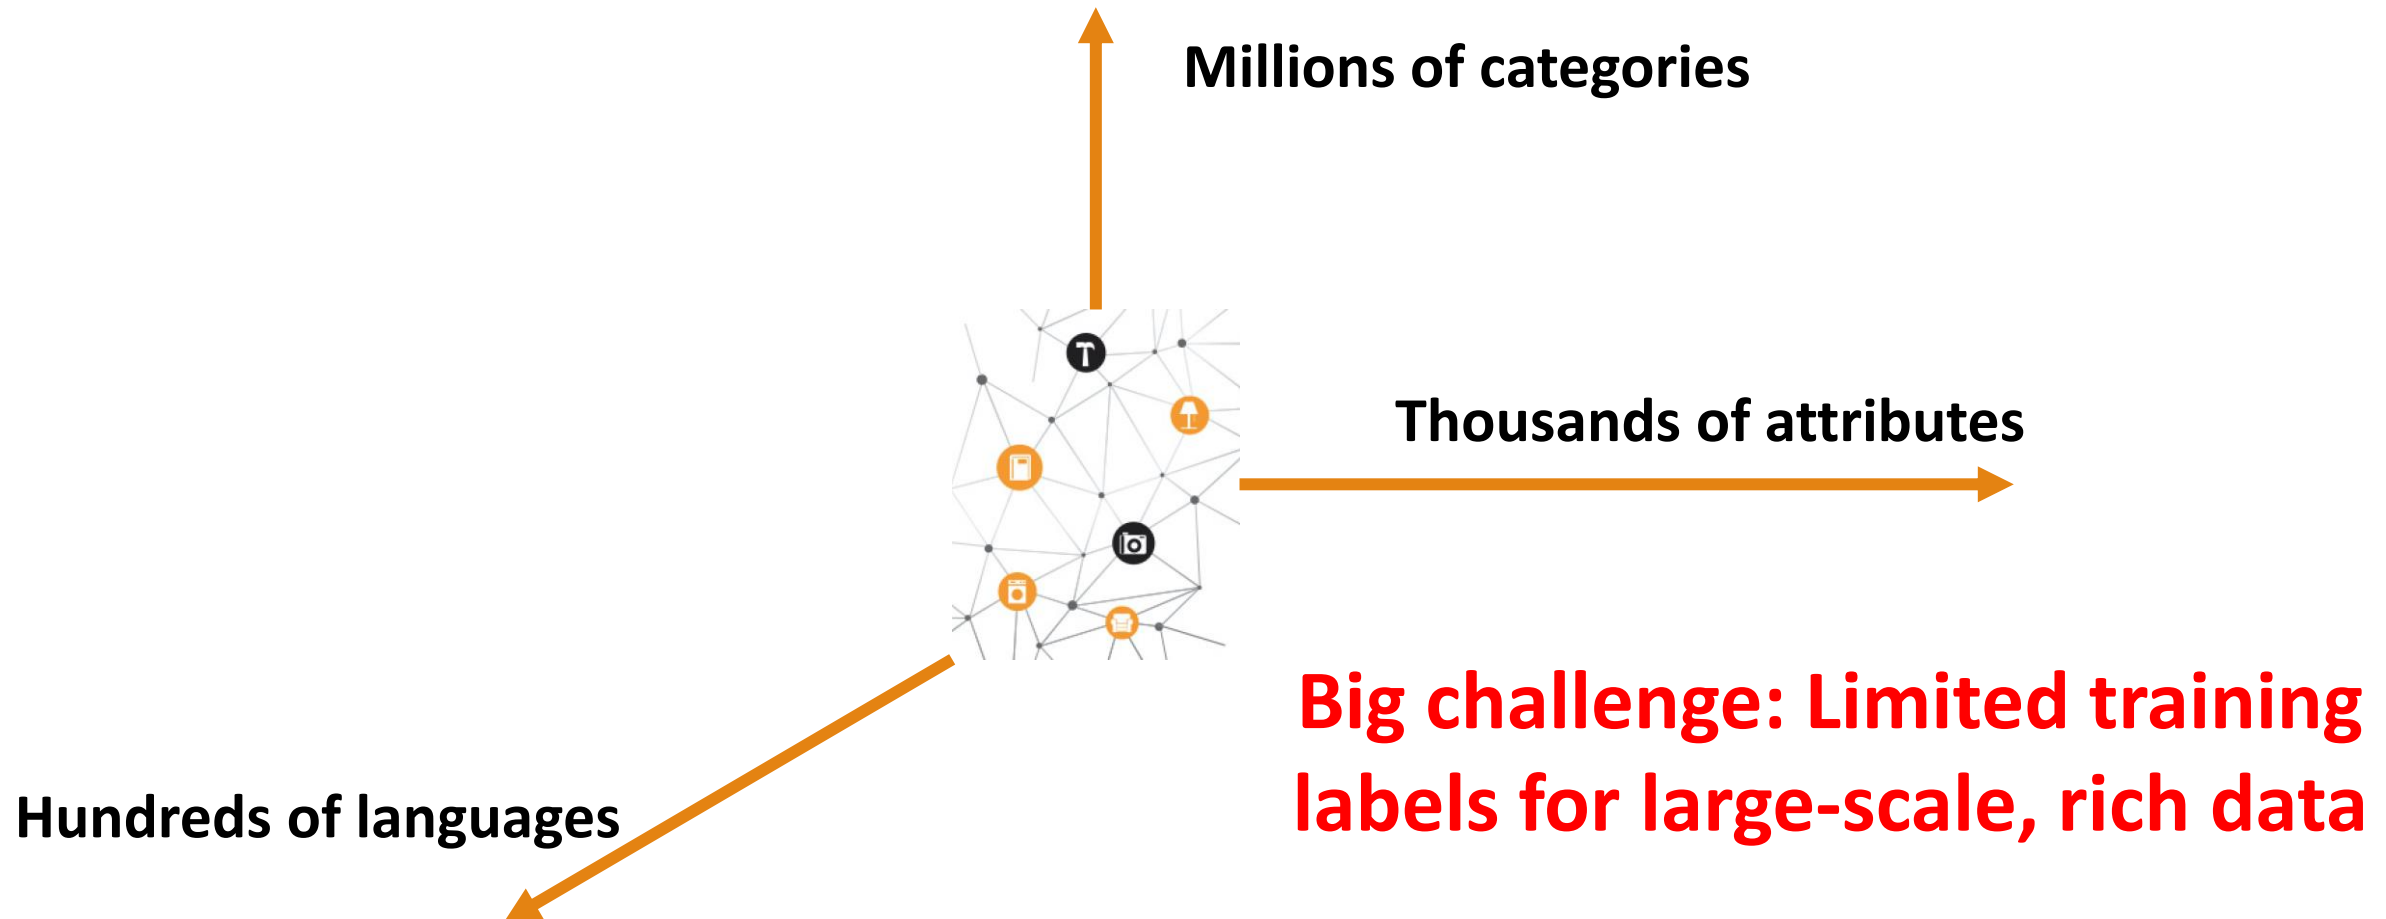 Millions of categories
Thousands of attributes
Big challenge: Limited training
labels for large-scale, rich data
Hundreds of languages